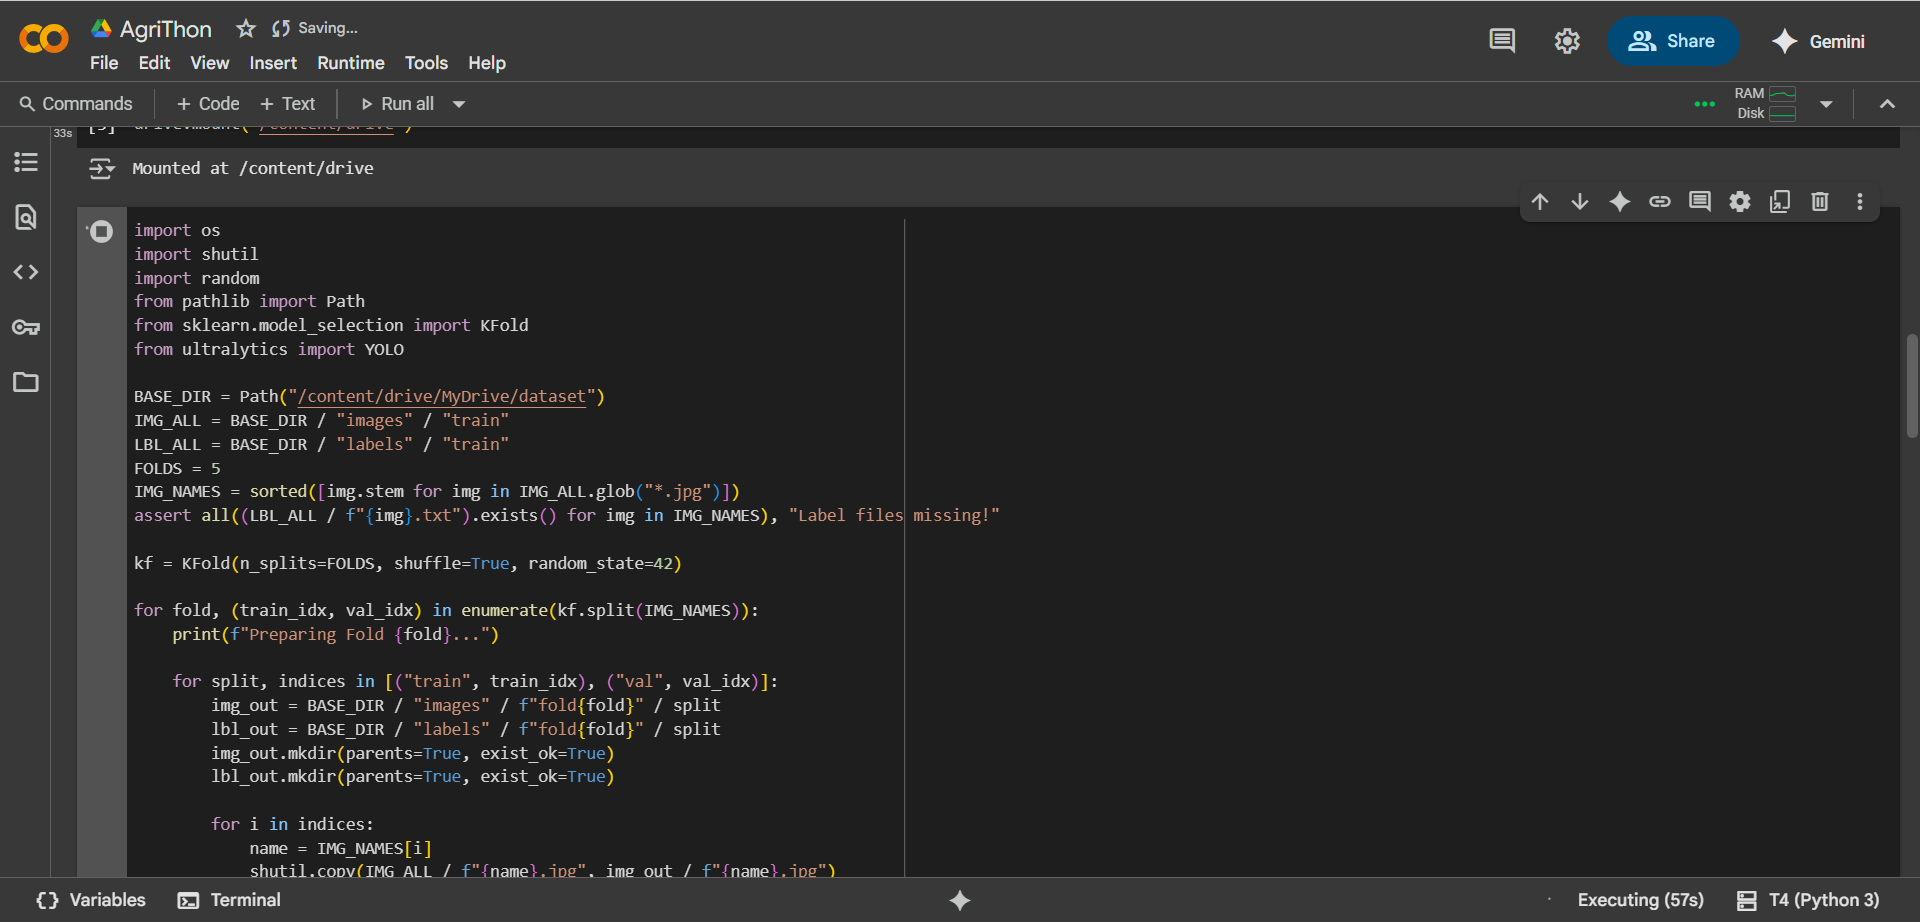 AgriThon Saving...
File Edit View Insert Runtime Tools Help
Share Gemini
Commands + Code + Text Run all
RAM
Disk
33s
[3] drive.mount('/content/drive')
Mounted at /content/drive
import os
import shutil
import random
from pathlib import Path
from sklearn.model_selection import KFold
from ultralytics import YOLO
BASE_DIR = Path("/content/drive/MyDrive/dataset")
IMG_ALL = BASE_DIR / "images" / "train"
LBL_ALL = BASE_DIR / "labels" / "train"
FOLDS = 5
IMG_NAMES = sorted([img.stem for img in IMG_ALL.glob("*.jpg")])
assert all((LBL_ALL / f"{img}.txt").exists() for img in IMG_NAMES), "Label files missing!"
kf = KFold(n_splits=FOLDS, shuffle=True, random_state=42)
for fold, (train_idx, val_idx) in enumerate(kf.split(IMG_NAMES)):
    print(f"Preparing Fold {fold}...")
    for split, indices in [("train", train_idx), ("val", val_idx)]:
        img_out = BASE_DIR / "images" / f"fold{fold}" / split
        lbl_out = BASE_DIR / "labels" / f"fold{fold}" / split
        img_out.mkdir(parents=True, exist_ok=True)
        lbl_out.mkdir(parents=True, exist_ok=True)
        for i in indices:
            name = IMG_NAMES[i]
            shutil.copy(IMG_ALL / f"{name}.jpg", img_out / f"{name}.jpg")
{} Variables Terminal
Executing (57s) T4 (Python 3)